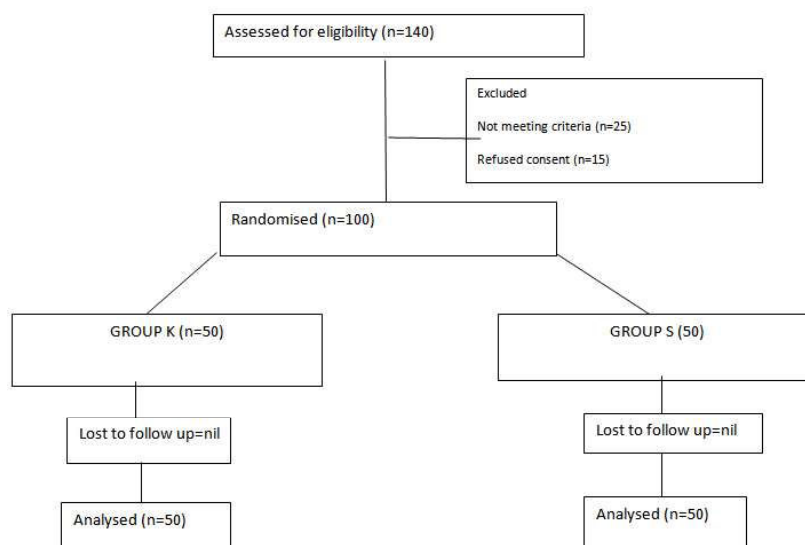 Assessed for eligibility (n=140)
Excluded
Not meeting criteria (n=25)
Refused consent (n=15)
Randomised (n=100)
GROUP K (n=50)
GROUP S (50)
Lost to follow up=nil
Lost to follow up=nil
Analysed (n=50)
Analysed (n=50)